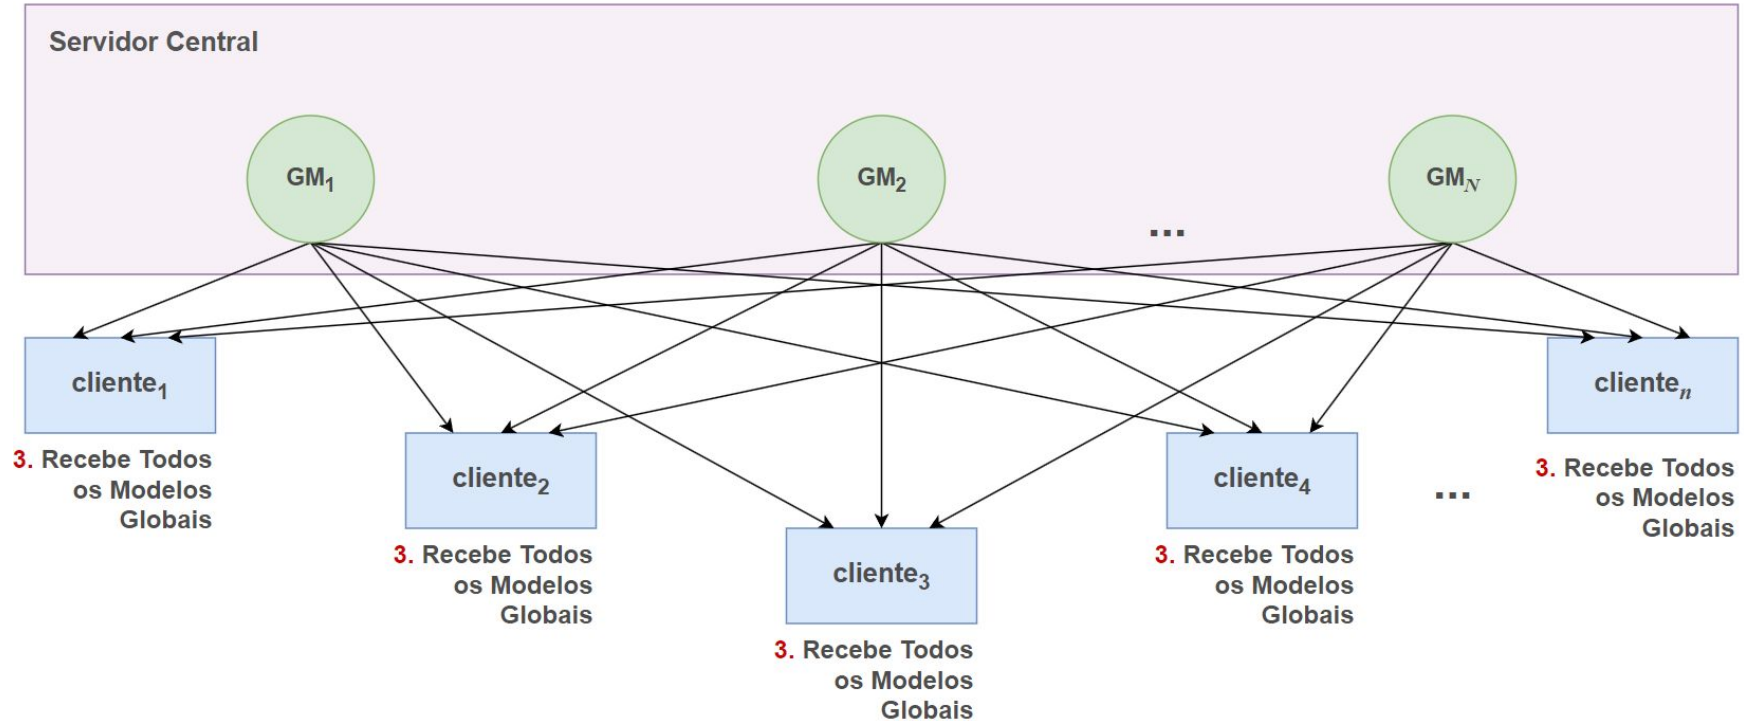 Servidor Central
GM1
GM2
GMN
...
cliente1
3. Recebe Todos
os Modelos
Globais
cliente2
3. Recebe Todos
os Modelos
Globais
cliente3
3. Recebe Todos
os Modelos
Globais
cliente4
3. Recebe Todos
os Modelos
Globais
...
clienten
3. Recebe Todos
os Modelos
Globais